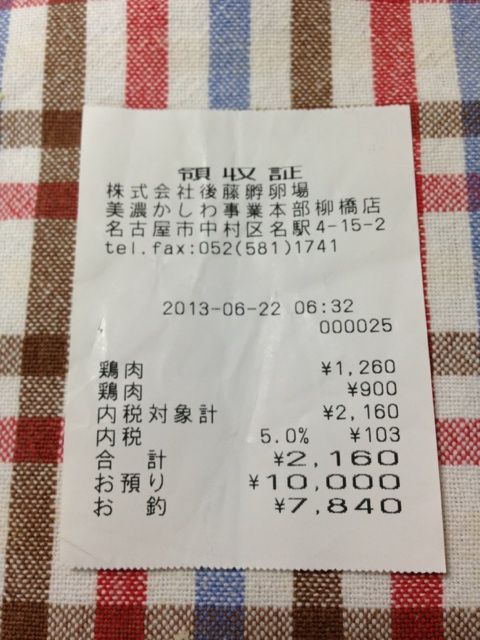 領収証
株式会社後藤孵卵場
美濃かしわ事業本部柳橋店
名古屋市中村区名駅4-15-2
tel.fax:052(581)1741
2013-06-22 06:32
000025
鶏肉 ¥1,260
鶏肉 ¥900
内税対象計 ¥2,160
内税 5.0% ¥103
合 計 ¥2,160
お預り ¥10,000
お 釣 ¥7,840